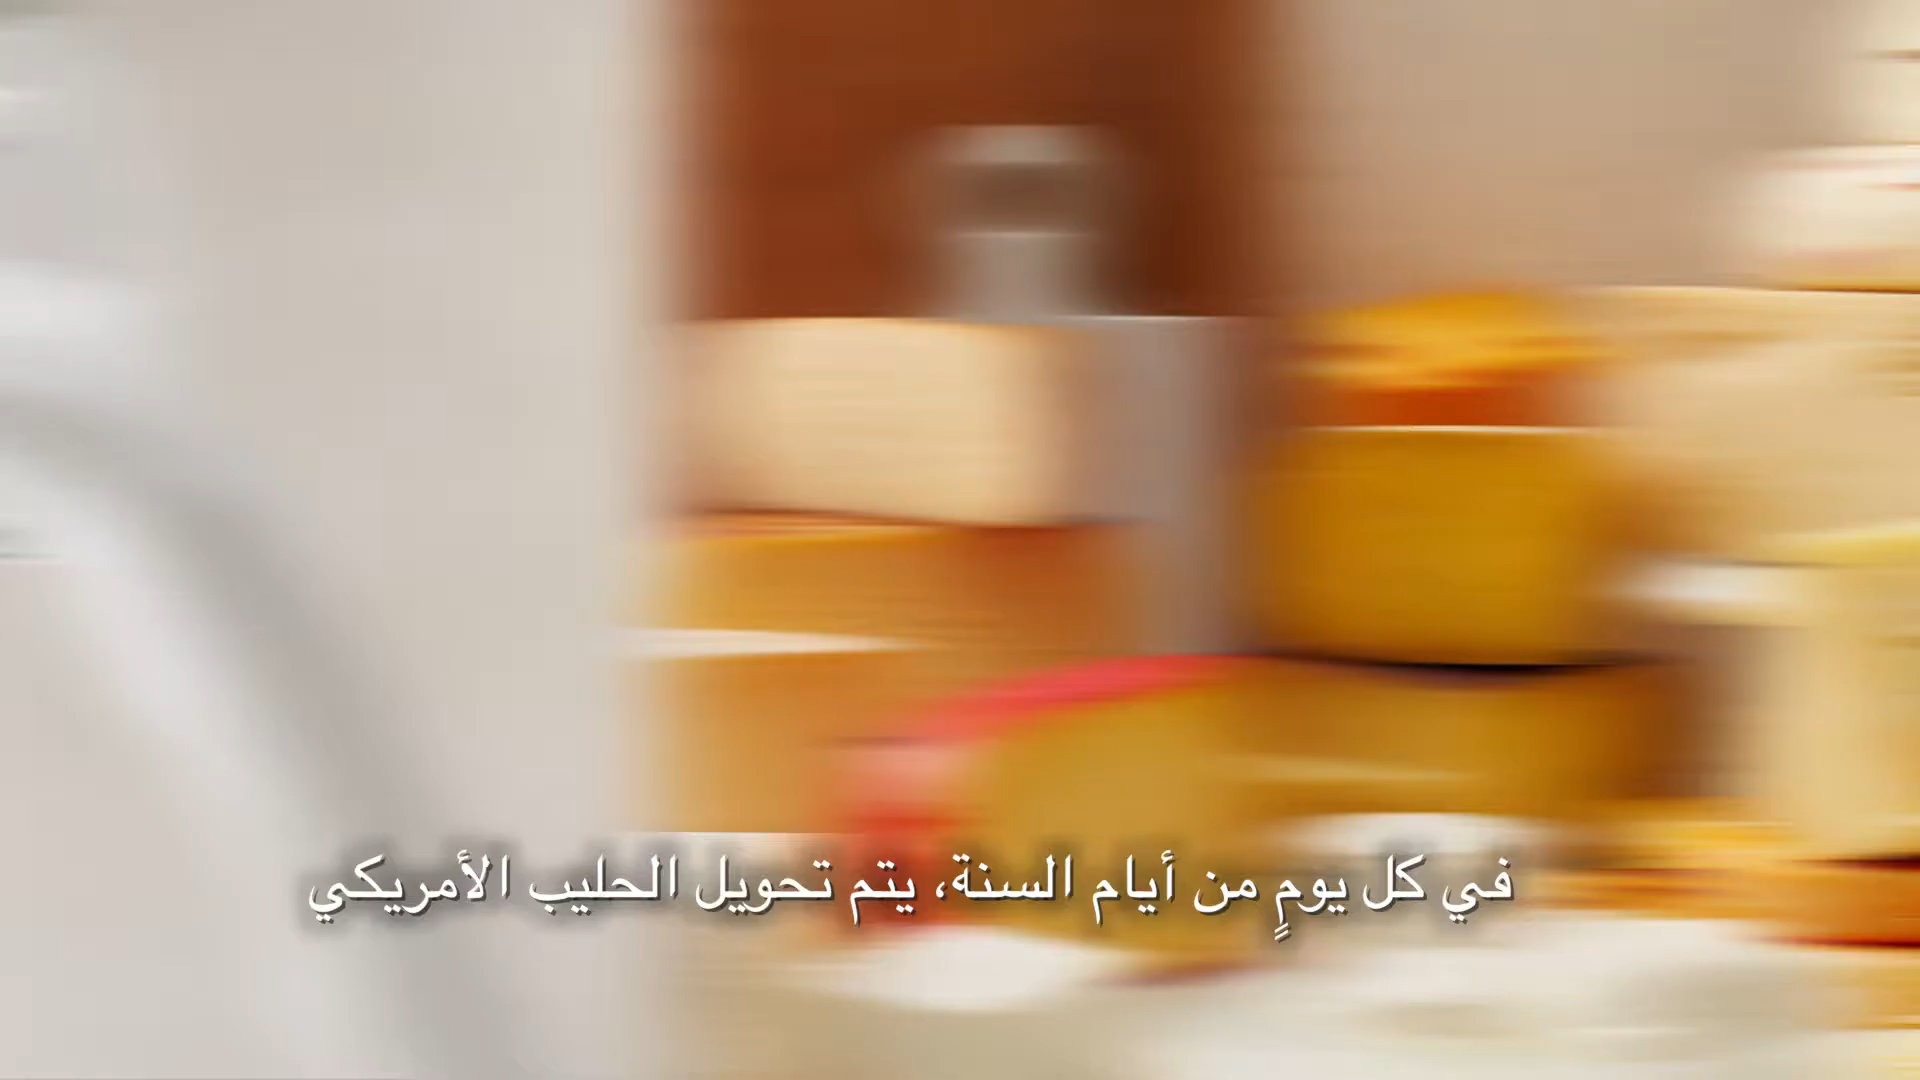 في كل يومٍ من أيام السنة، يتم تحويل الحليب الأمريكي